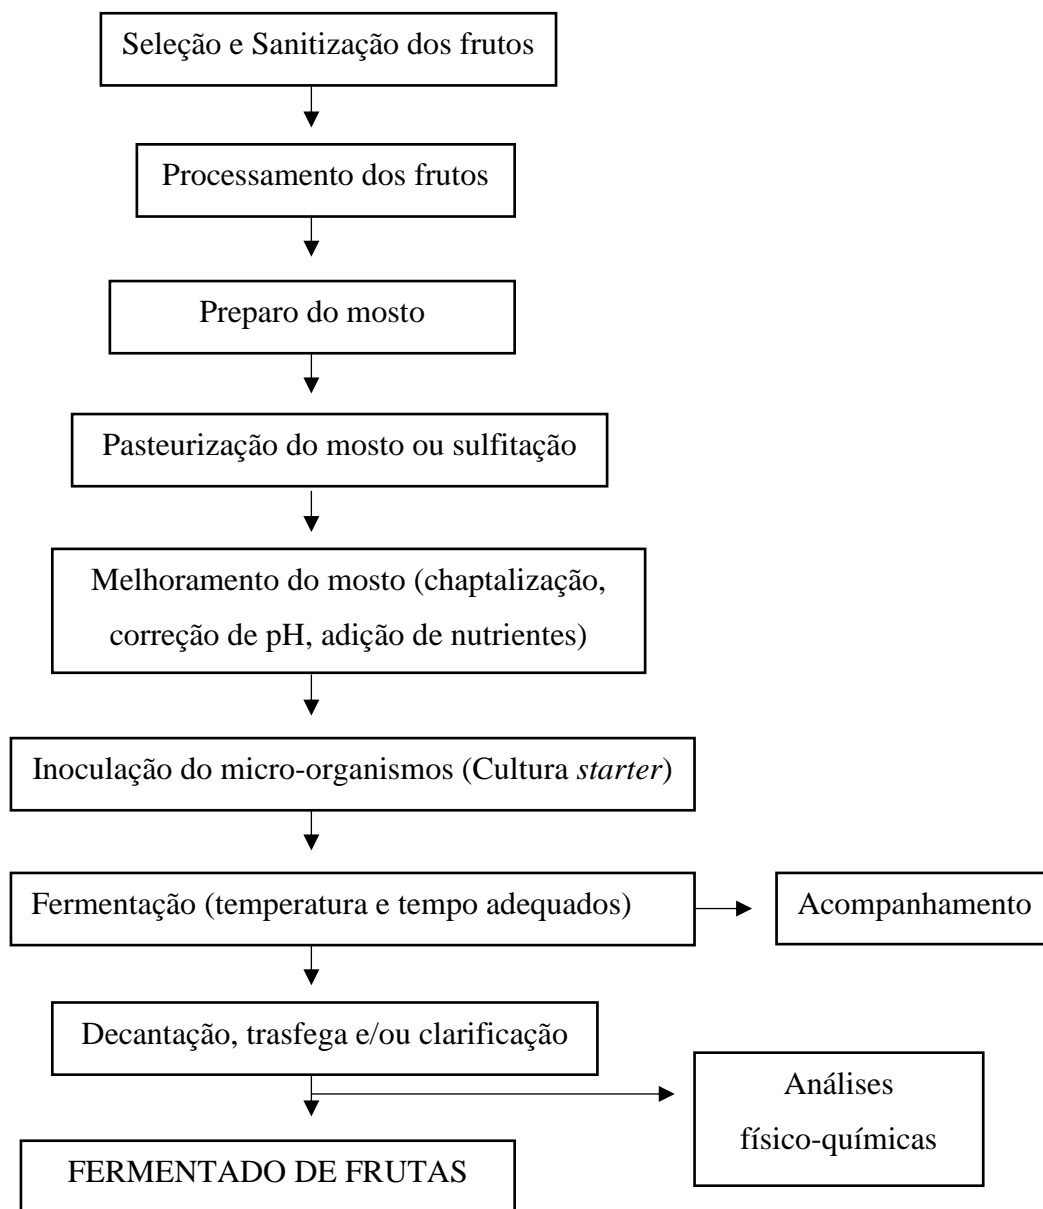 Seleção e Sanitização dos frutos
Processamento dos frutos
Preparo do mosto
Pasteurização do mosto ou sulfitação
Melhoramento do mosto (chaptalização,
correção de pH, adição de nutrientes)
Inoculação do micro-organismos (Cultura starter)
Fermentação (temperatura e tempo adequados)
Acompanhamento
Decantação, trasfega e/ou clarificação
Análises
físico-químicas
FERMENTADO DE FRUTAS